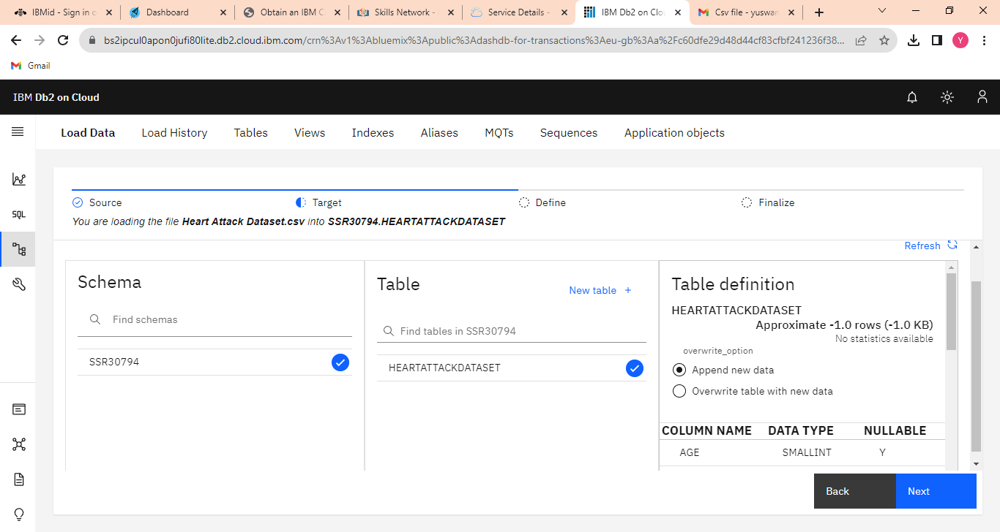 IBMid - Sign in o
Dashboard
Obtain an IBM C
Skills Network -
Service Details -
IBM Db2 on Clou
Csv file - yuswan
bs2ipcul0apon0jufi80lite.db2.cloud.ibm.com/crn%3Av1%3Abluemix%3Apublic%3Adashdb-for-transactions%3Aeu-gb%3Aa%2Fc60dfe29d48d44cf83cfbf241236f38...
Y
Gmail
IBM Db2 on Cloud
Load Data
Load History
Tables
Views
Indexes
Aliases
MQTs
Sequences
Application objects
SQL
Source
Target
Define
Finalize
You are loading the file Heart Attack Dataset.csv into SSR30794.HEARTATTACKDATASET
Refresh
Schema
Find schemas
SSR30794
Table
New table +
Find tables in SSR30794
HEARTATTACKDATASET
Table definition
HEARTATTACKDATASET
Approximate -1.0 rows (-1.0 KB)
No statistics available
overwrite_option
Append new data
Overwrite table with new data
COLUMN NAME DATA TYPE NULLABLE
AGE SMALLINT Y
Back
Next